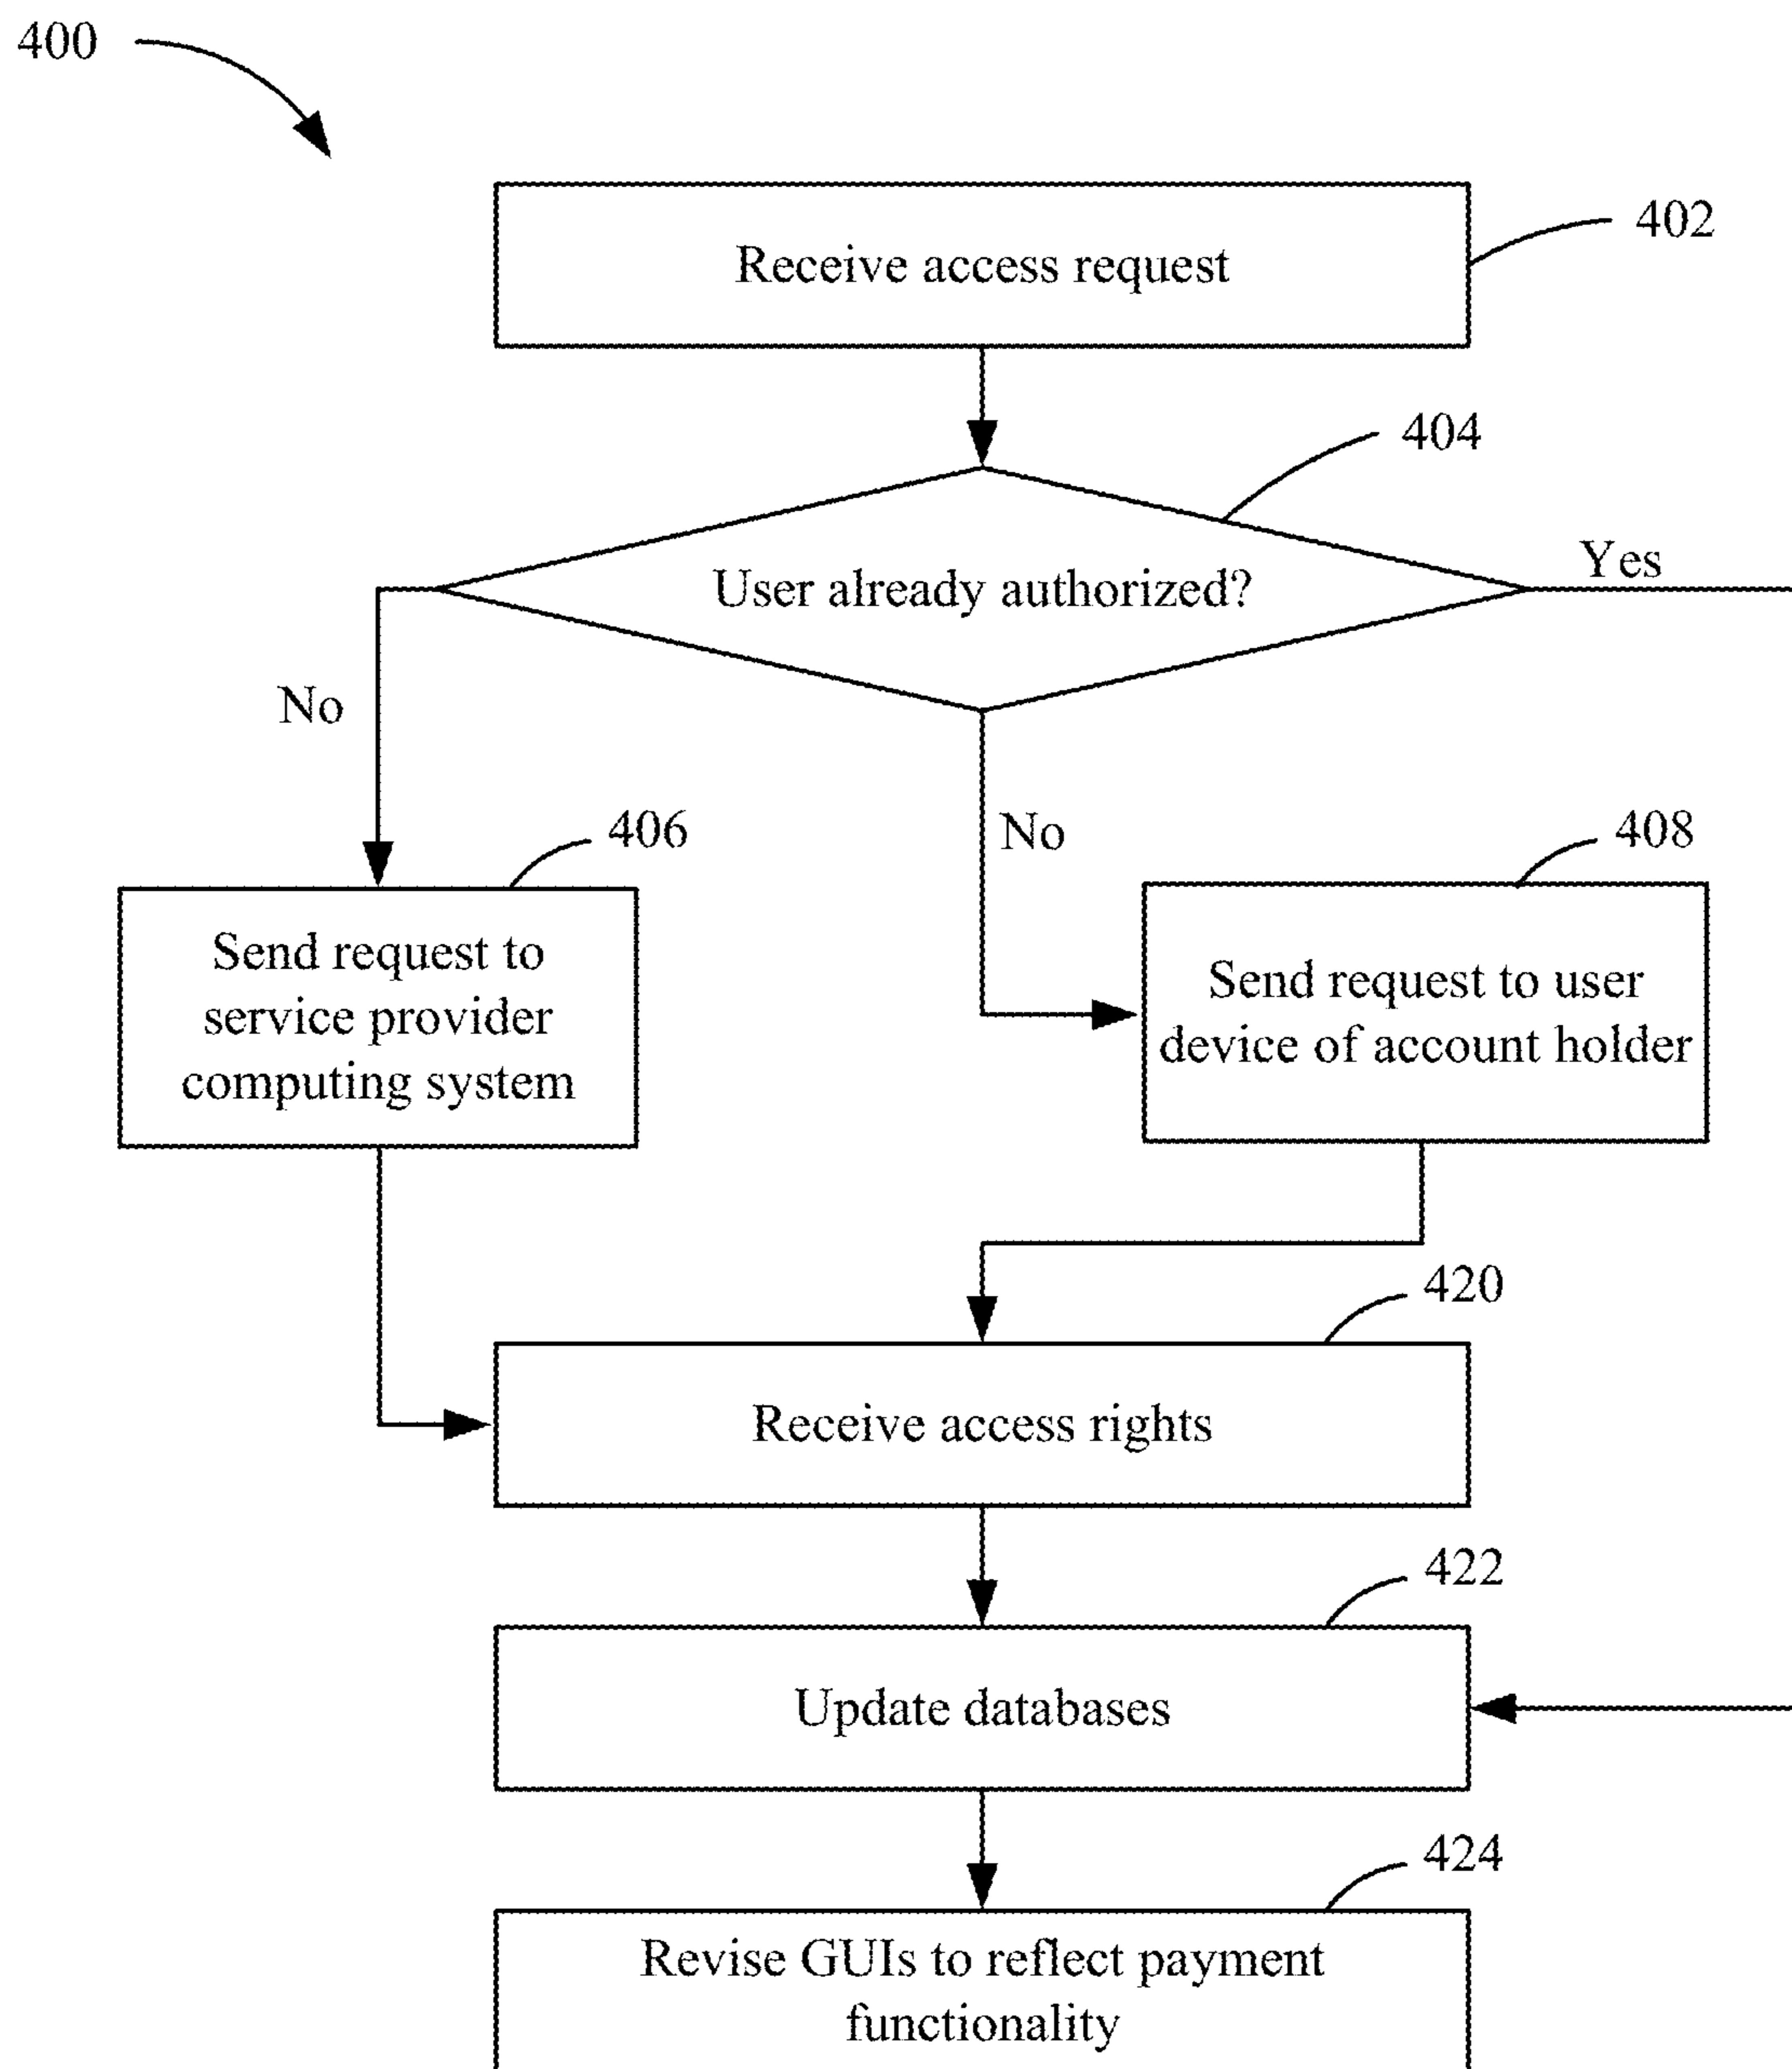 400
402
Receive access request
404
Yes
User already authorized?
No
No
406
408
Send request to
service provider
computing system
Send request to user
device of account holder
420
Receive access rights
422
Update databases
424
Revise GUIs to reflect payment
functionality